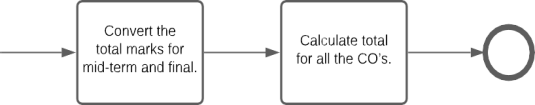 Convert the
total marks for
mid-term and final.
Calculate total
for all the CO's.